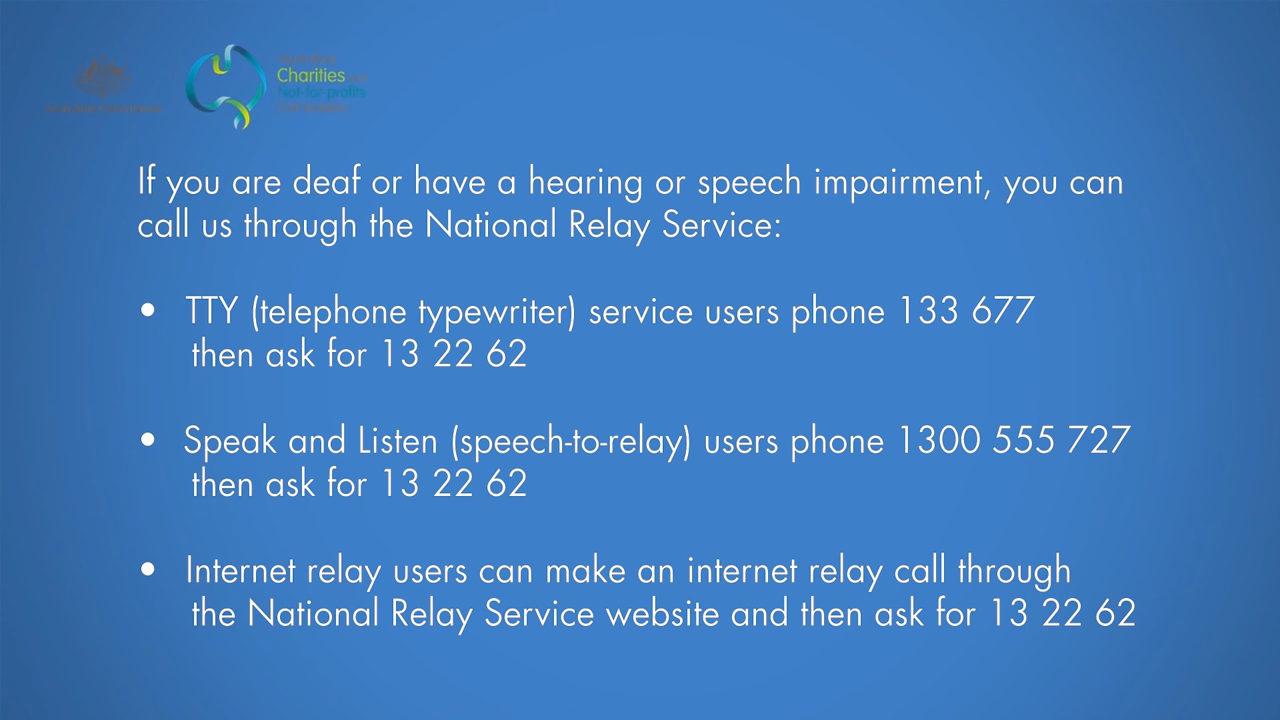 Charities
Not-for-profits
If you are deaf or have a hearing or speech impairment, you can
call us through the National Relay Service:
• TTY (telephone typewriter) service users phone 133 677
then ask for 13 22 62
• Speak and Listen (speech-to-relay) users phone 1300 555 727
then ask for 13 22 62
• Internet relay users can make an internet relay call through
the National Relay Service website and then ask for 13 22 62